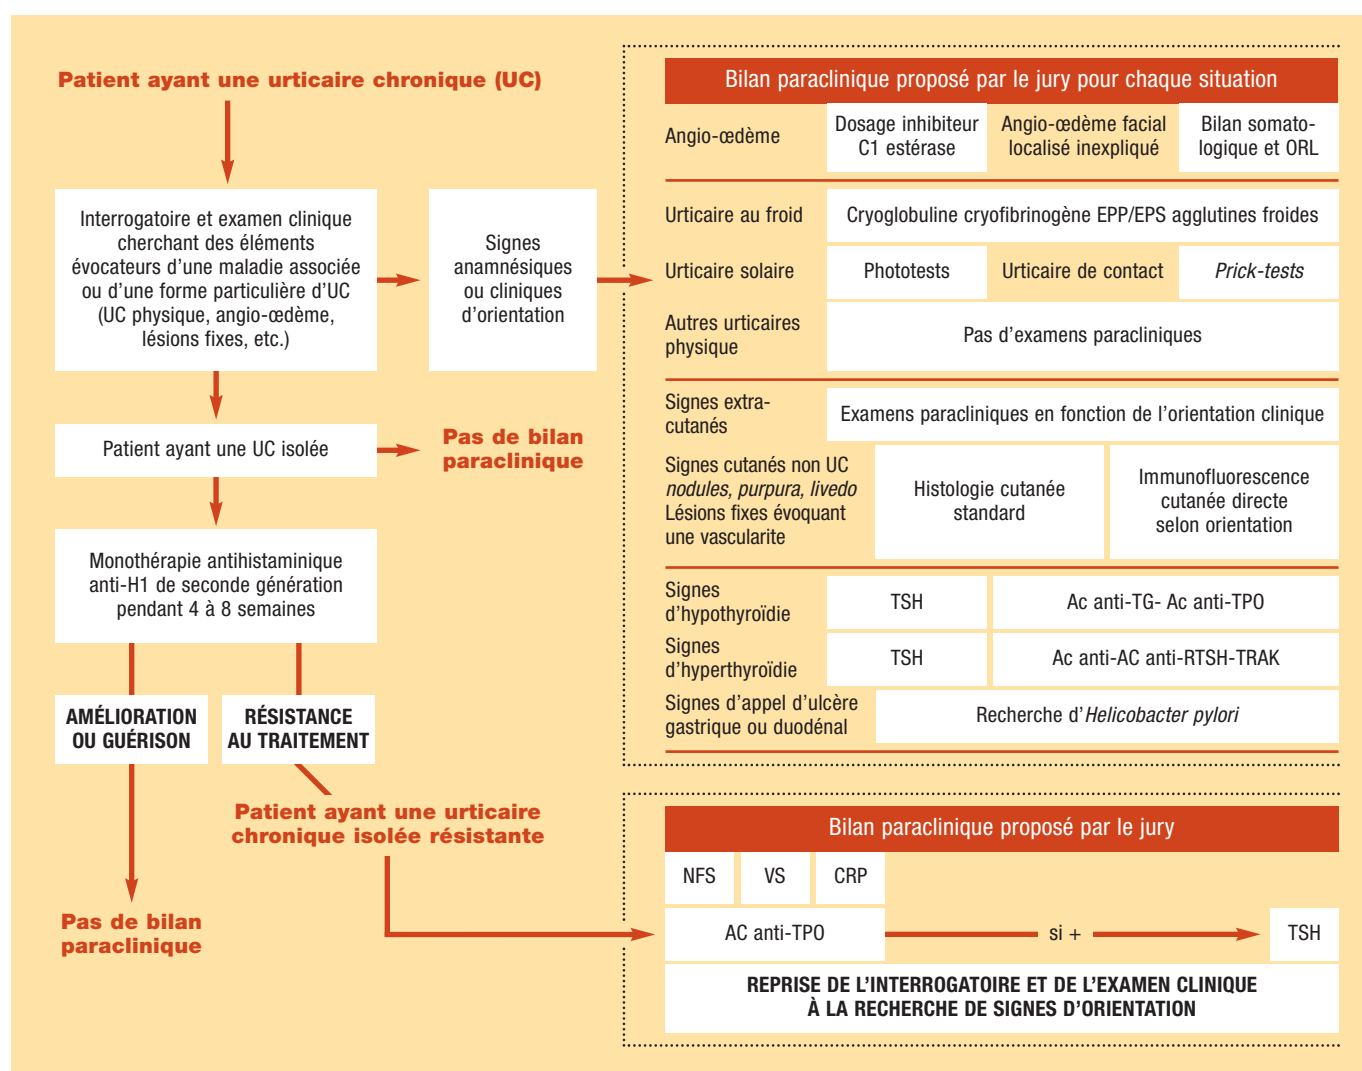 Patient ayant une urticaire chronique (UC)
Interrogatoire et examen clinique
cherchant des éléments
évocateurs d'une maladie associée
ou d'une forme particulière d'UC
(UC physique, angio-œdème,
lésions fixes, etc.)
Signes
anamnésiques
ou cliniques
d'orientation
Patient ayant une UC isolée
Pas de bilan
paraclinique
Monothérapie antihistaminique
anti-H1 de seconde génération
pendant 4 à 8 semaines
AMÉLIORATION
OU GUÉRISON
RÉSISTANCE
AU TRAITEMENT
Patient ayant une urticaire
chronique isolée résistante
Pas de bilan
paraclinique
Bilan paraclinique proposé par le jury pour chaque situation
Angio-œdème
Dosage inhibiteur
C1 estérase
Angio-œdème facial
localisé inexpliqué
Bilan somato-
logique et ORL
Urticaire au froid
Cryoglobuline cryofibrinogène EPP/EPS agglutines froides
Urticaire solaire
Phototests
Urticaire de contact
Prick-tests
Autres urticaires
physique
Pas d'examens paracliniques
Signes extra-
cutanés
Examens paracliniques en fonction de l'orientation clinique
Signes cutanés non UC
nodules, purpura, livedo
Lésions fixes évoquant
une vascularite
Histologie cutanée
standard
Immunofluorescence
cutanée directe
selon orientation
Signes
d'hypothyroïdie
TSH
Ac anti-TG- Ac anti-TPO
Signes
d'hyperthyroïdie
TSH
Ac anti-AC anti-RTSH-TRAK
Signes d'appel d'ulcère
gastrique ou duodénal
Recherche d'Helicobacter pylori
Bilan paraclinique proposé par le jury
NFS
VS
CRP
AC anti-TPO
si +
TSH
REPRISE DE L'INTERROGATOIRE ET DE L'EXAMEN CLINIQUE
À LA RECHERCHE DE SIGNES D'ORIENTATION